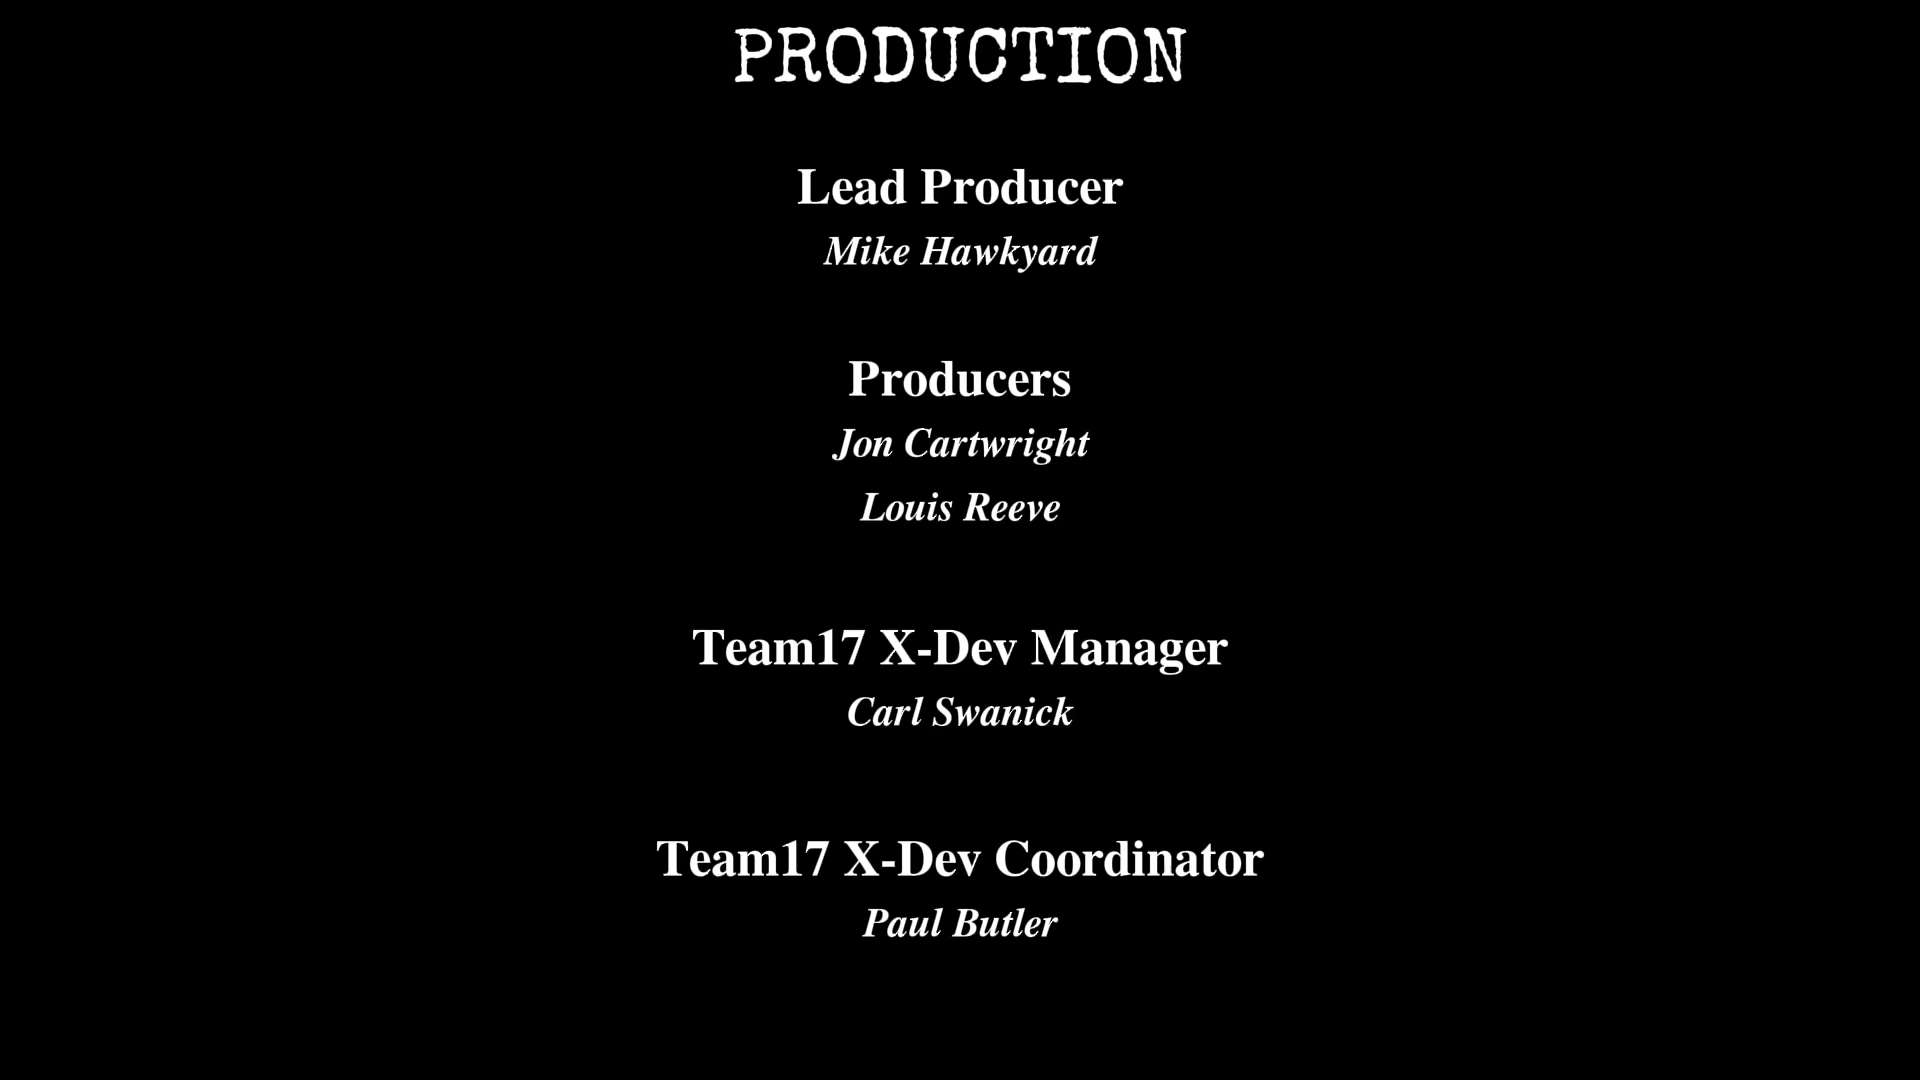 PRODUCTION
Lead Producer
Mike Hawkyard
Producers
Jon Cartwright
Louis Reeve
Team17 X-Dev Manager
Carl Swanick
Team17 X-Dev Coordinator
Paul Butler